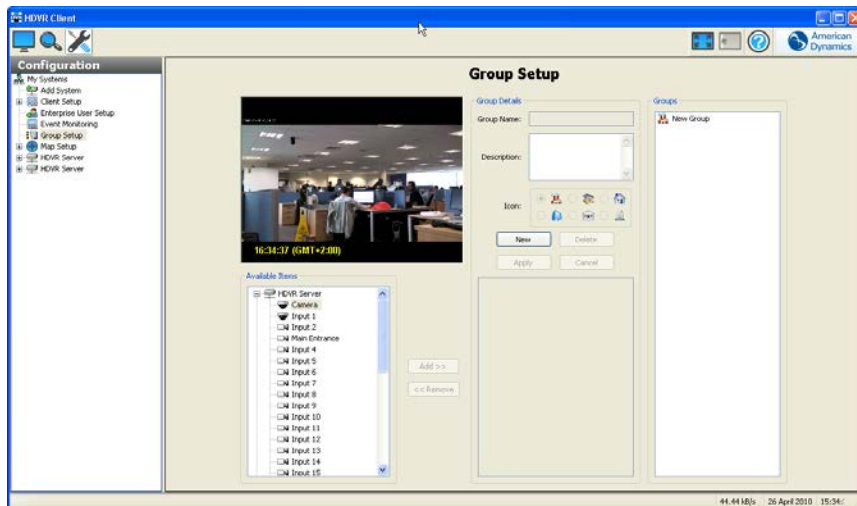 HDVR Client
American
Dynamics
Configuration
My Systems
Add System
Client Setup
Enterprise User Setup
Event Monitoring
Group Setup
Map Setup
HDVR Server
HDVR Server
Group Setup
16:34:37 (GMT+2:00)
Available Items
HDVR Server
Camera
Input 1
Input 2
Main Entrance
Input 4
Input 5
Input 6
Input 7
Input 8
Input 9
Input 10
Input 11
Input 12
Input 13
Input 14
Input 15
Add >>
<< Remove
Group Details
Group Name:
Description:
Icon:
New
Delete
Apply
Cancel
Groups
New Group
44.44 kB/s
26 April 2010
15:34: